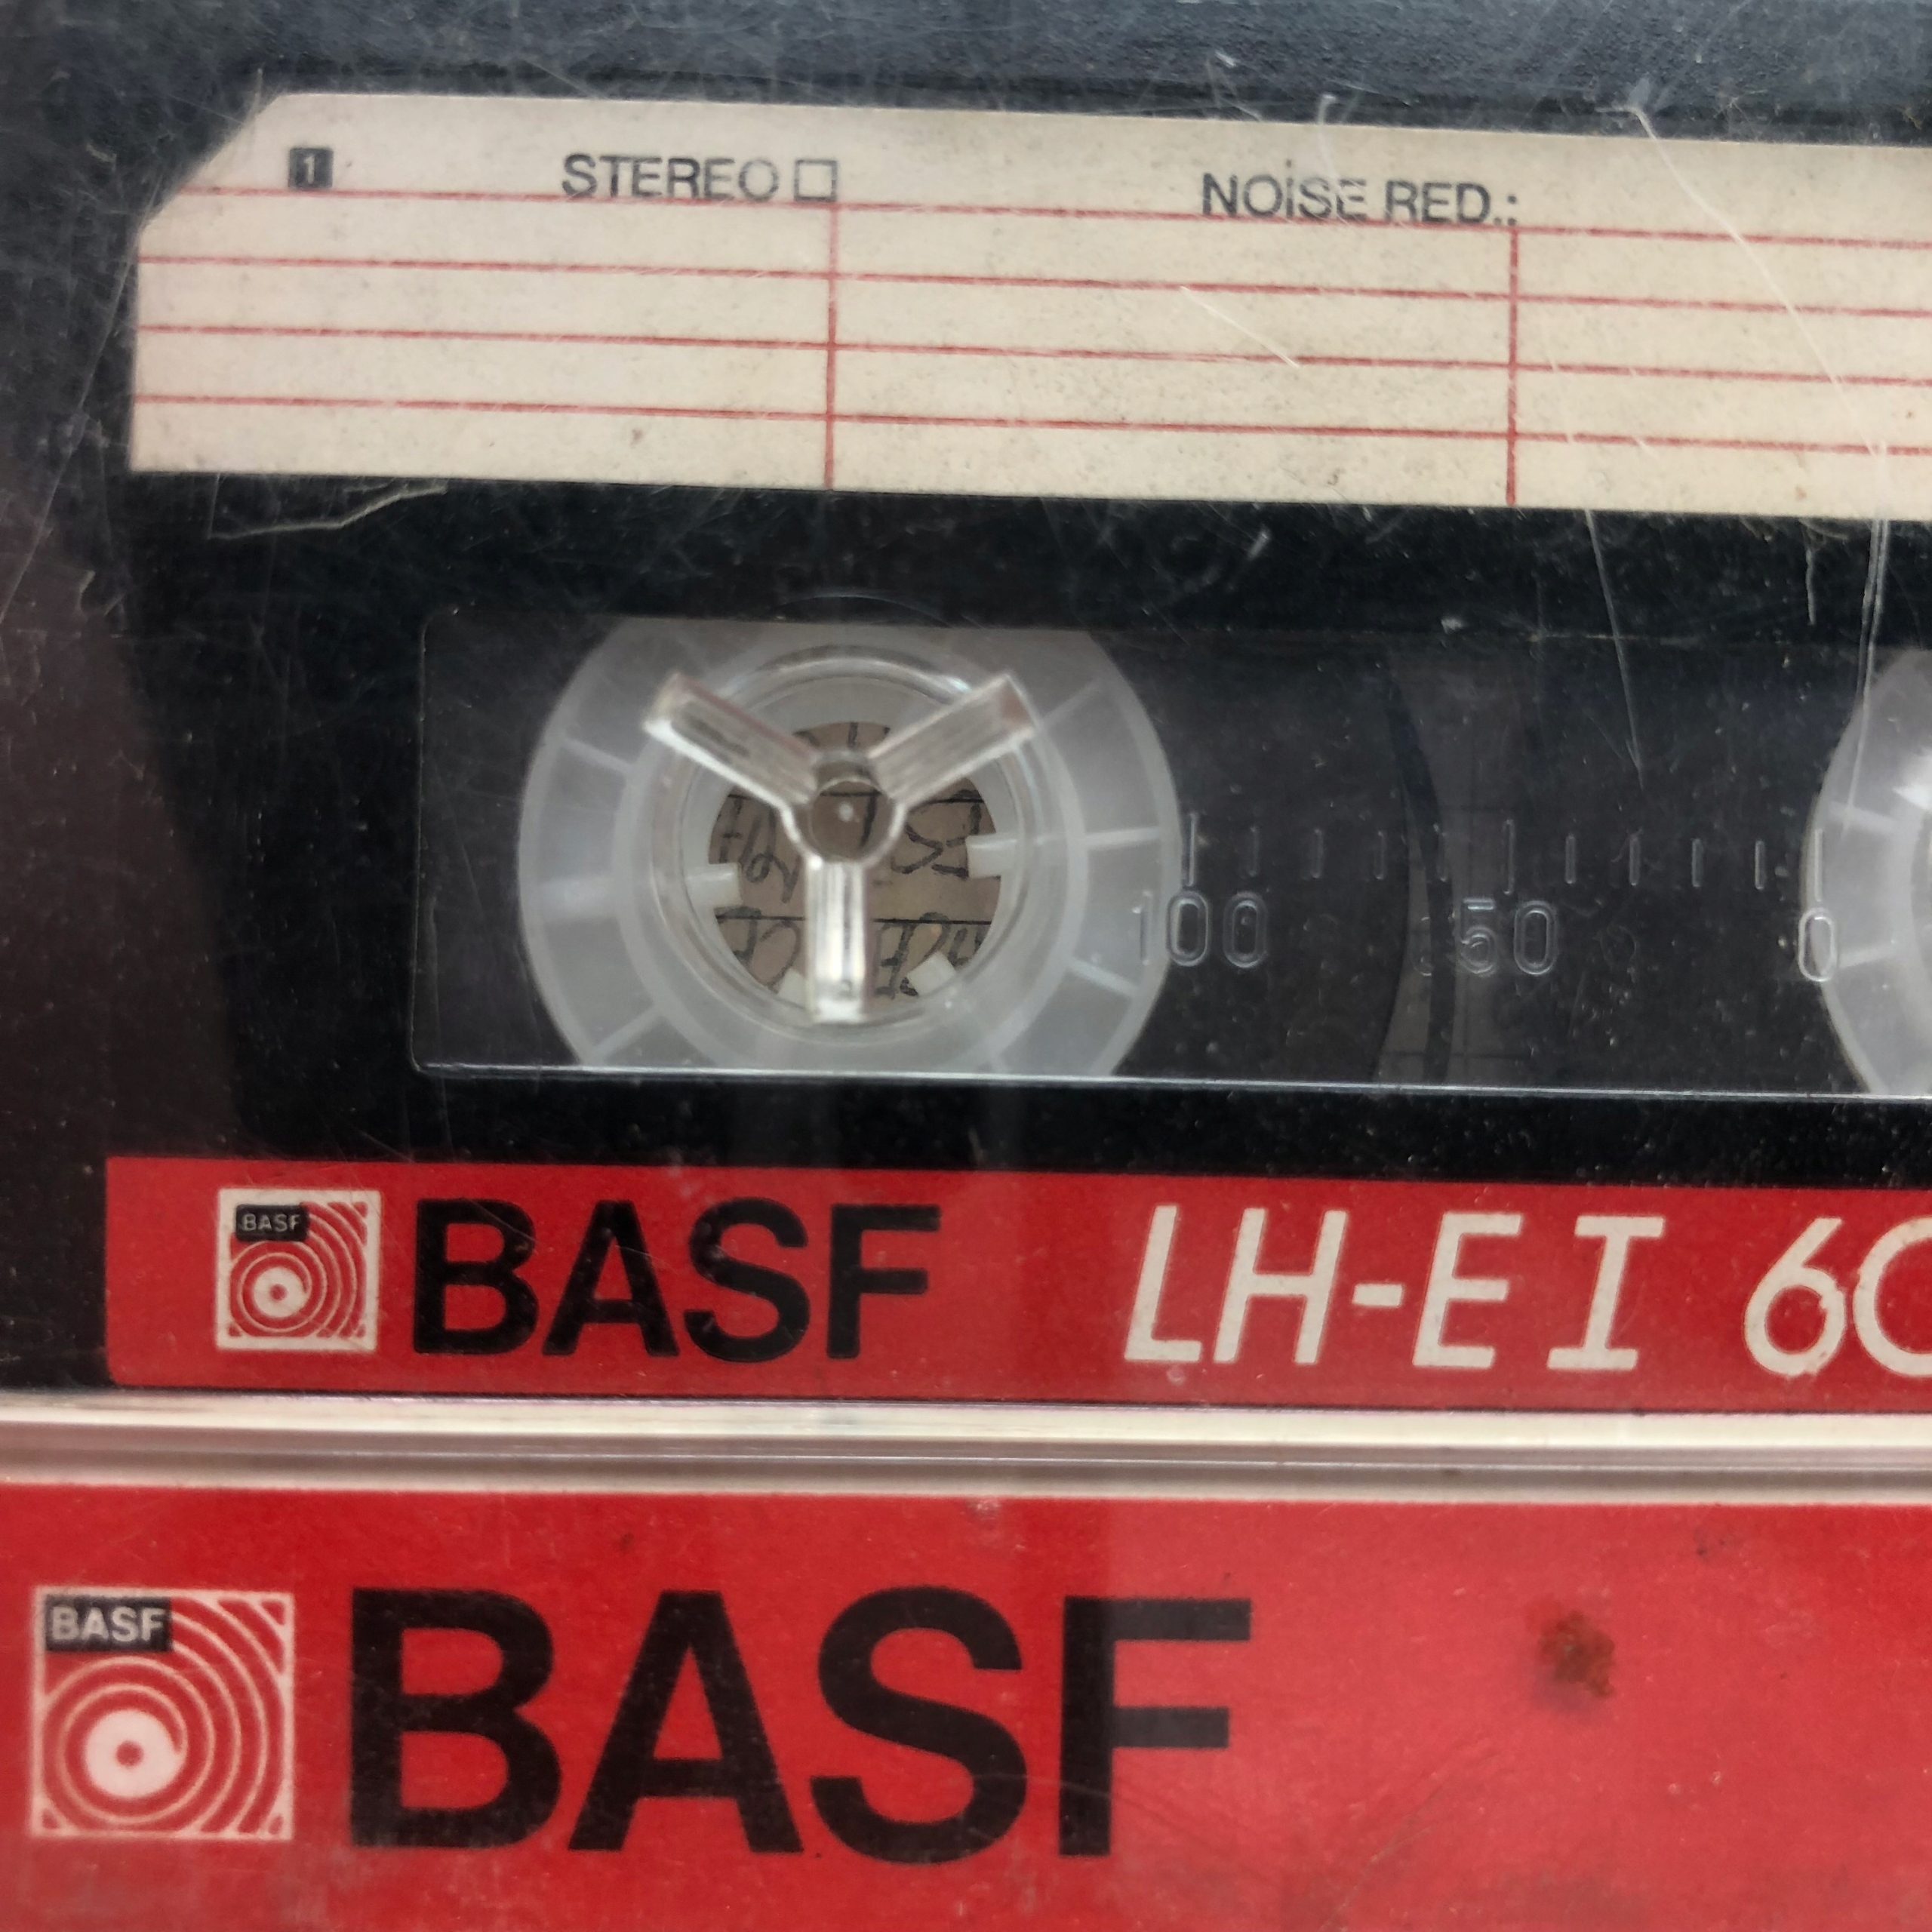 1 STEREO NOISE RED.:
100 50 0
BASF BASF LH-E I 60
BASF BASF